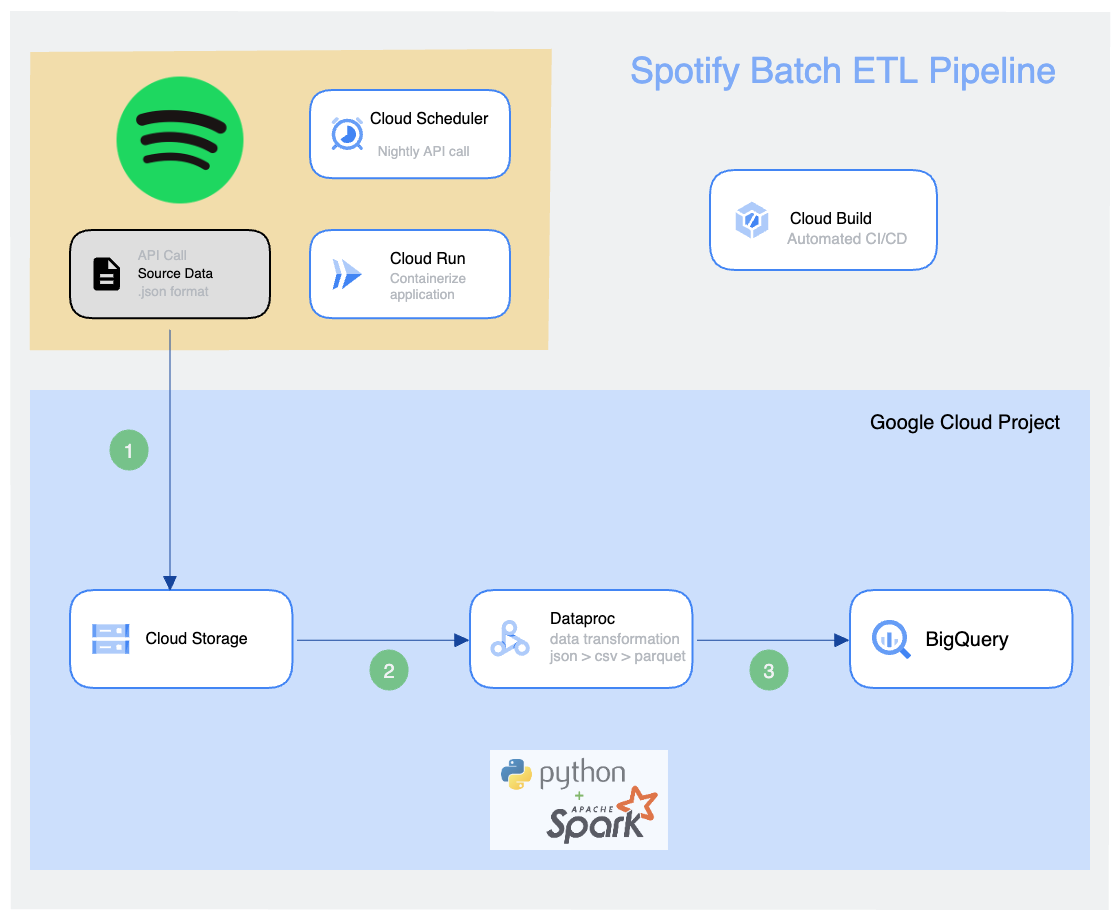 Spotify Batch ETL Pipeline
Cloud Scheduler
Nightly API call
API Call
Source Data
.json format
Cloud Run
Containerize
application
Cloud Build
Automated CI/CD
Google Cloud Project
1
Cloud Storage
2
Dataproc
data transformation
json > csv > parquet
3
BigQuery
python
+
APACHE
Spark